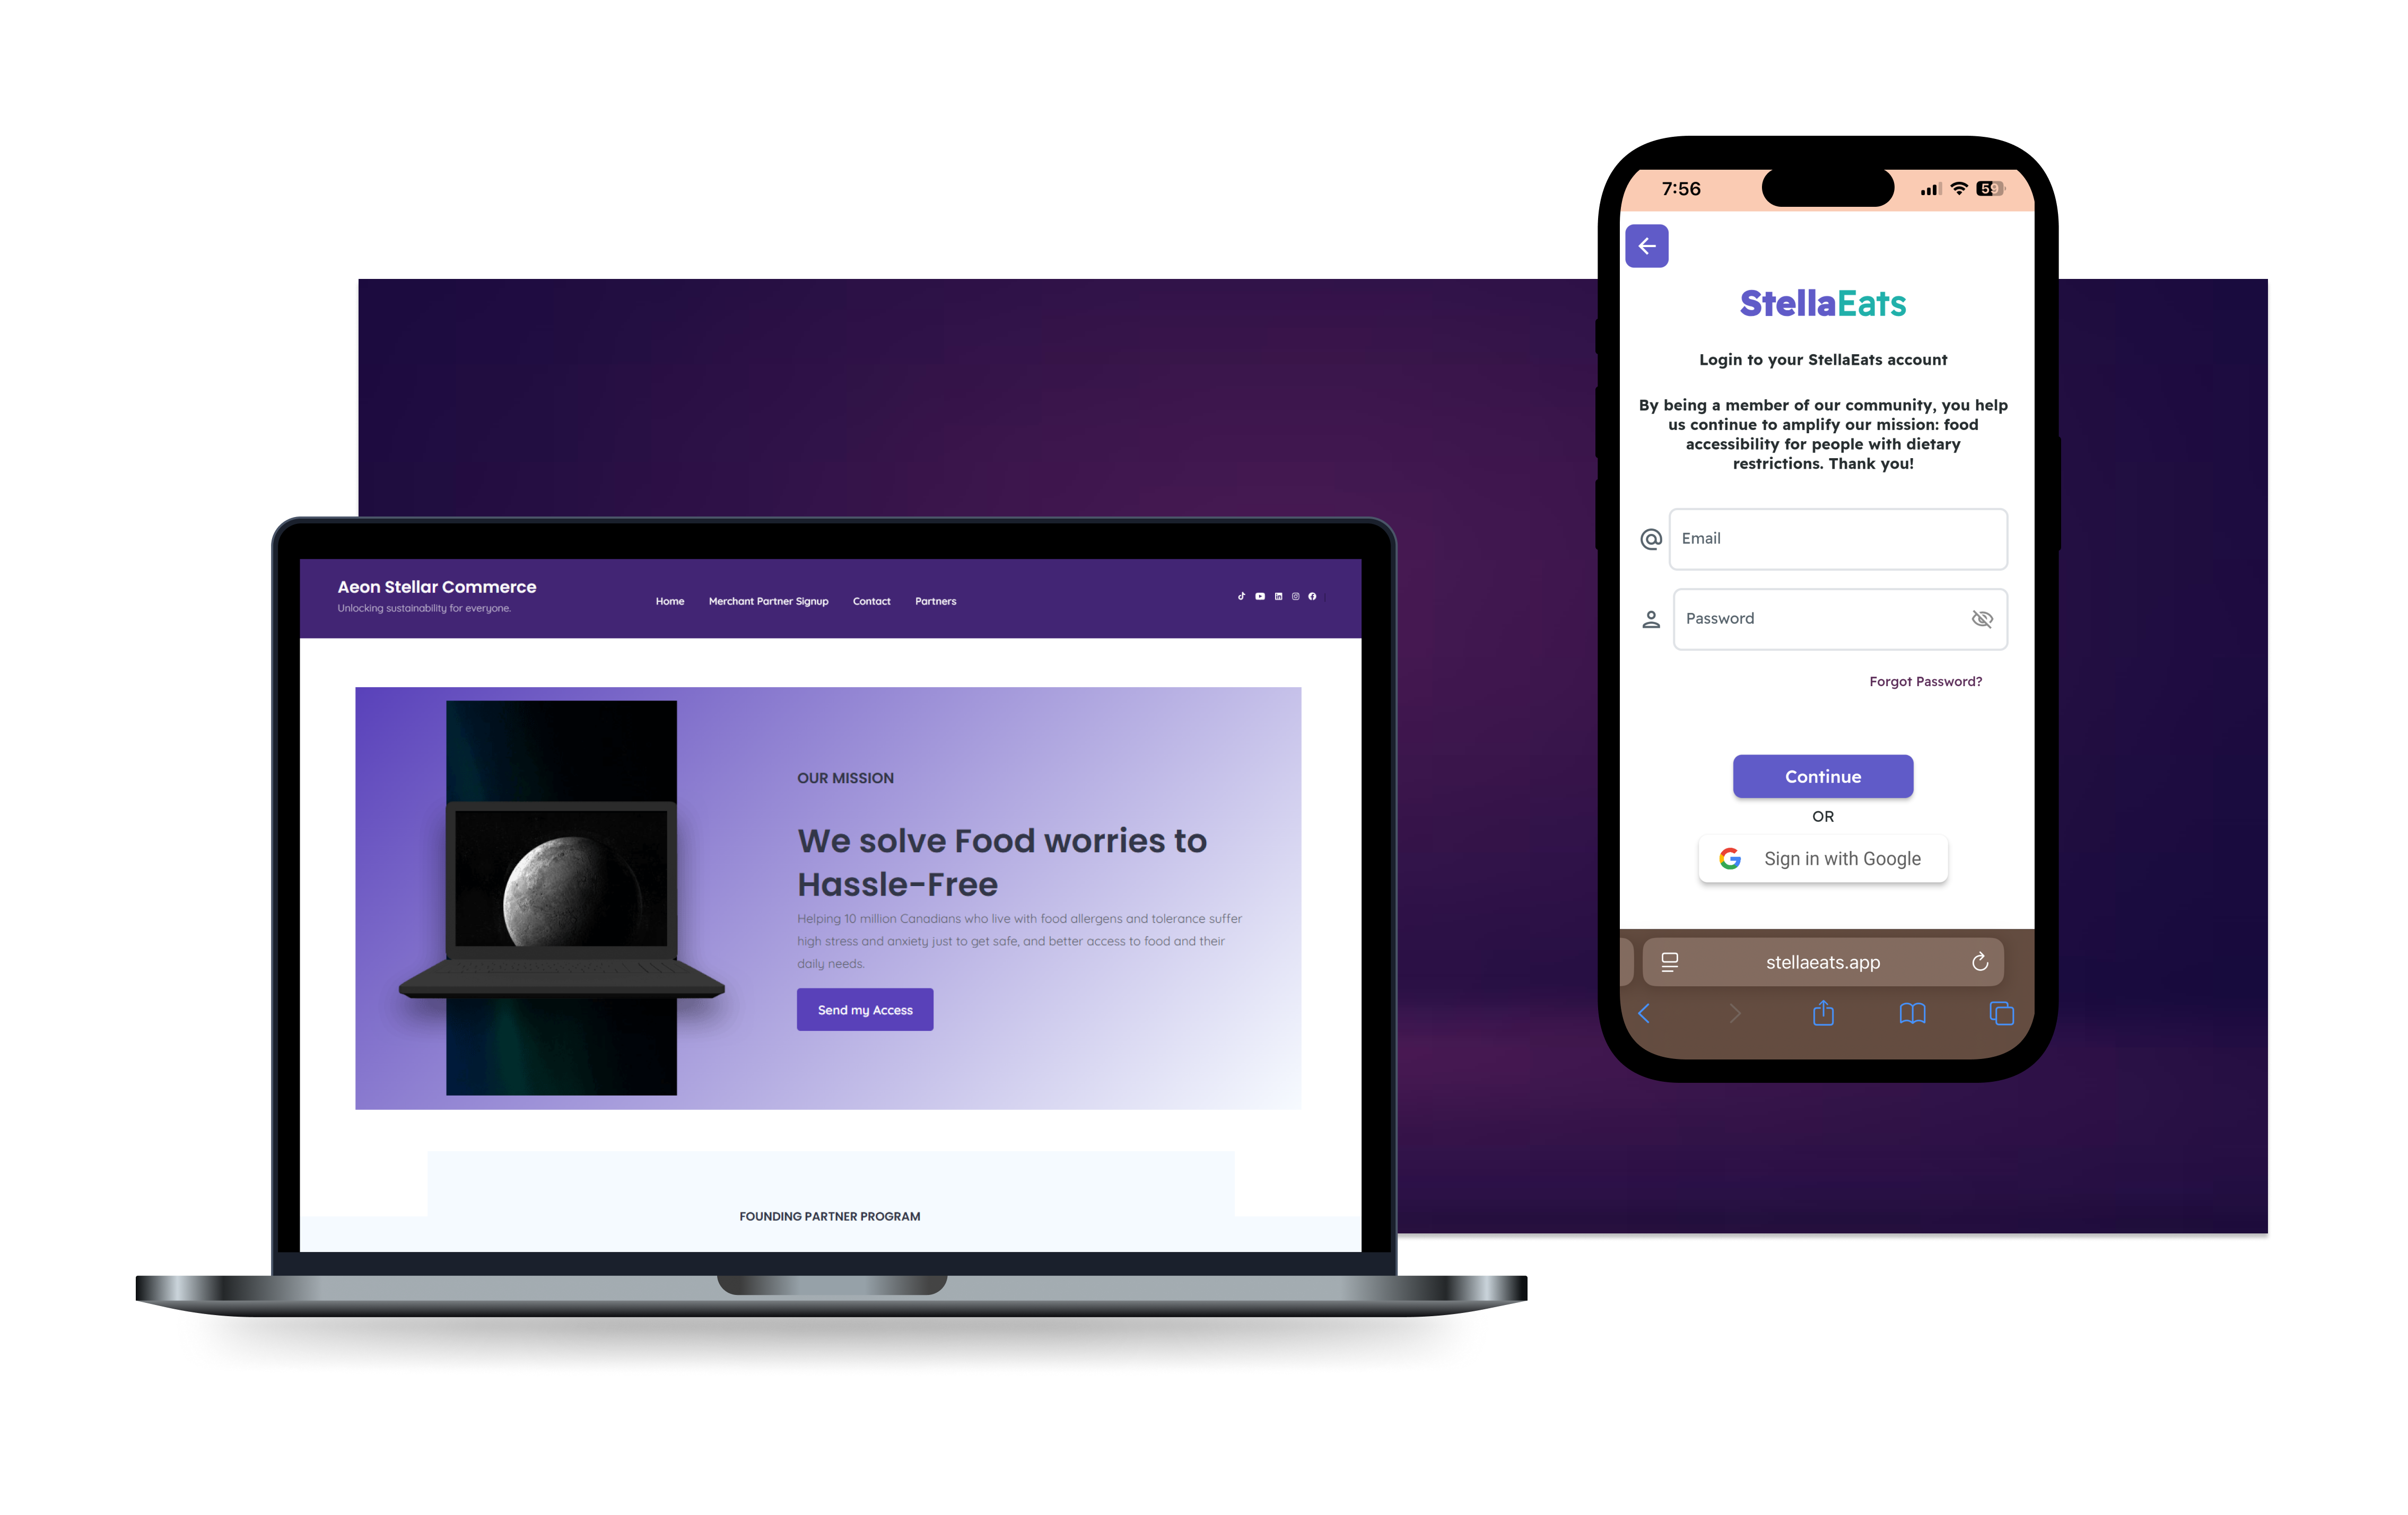 Aeon Stellar Commerce
Unlocking sustainability for everyone.
Home Merchant Partner Signup Contact Partners
OUR MISSION
We solve Food worries to
Hassle-Free
Helping 10 million Canadians who live with food allergens and tolerance suffer
high stress and anxiety just to get safe, and better access to food and their
daily needs.
Send my Access
FOUNDING PARTNER PROGRAM
7:56 59
StellaEats
Login to your StellaEats account
By being a member of our community, you help
us continue to amplify our mission: food
accessibility for people with dietary
restrictions. Thank you!
Email
Password
Forgot Password?
Continue
OR
Sign in with Google
stellaeats.app